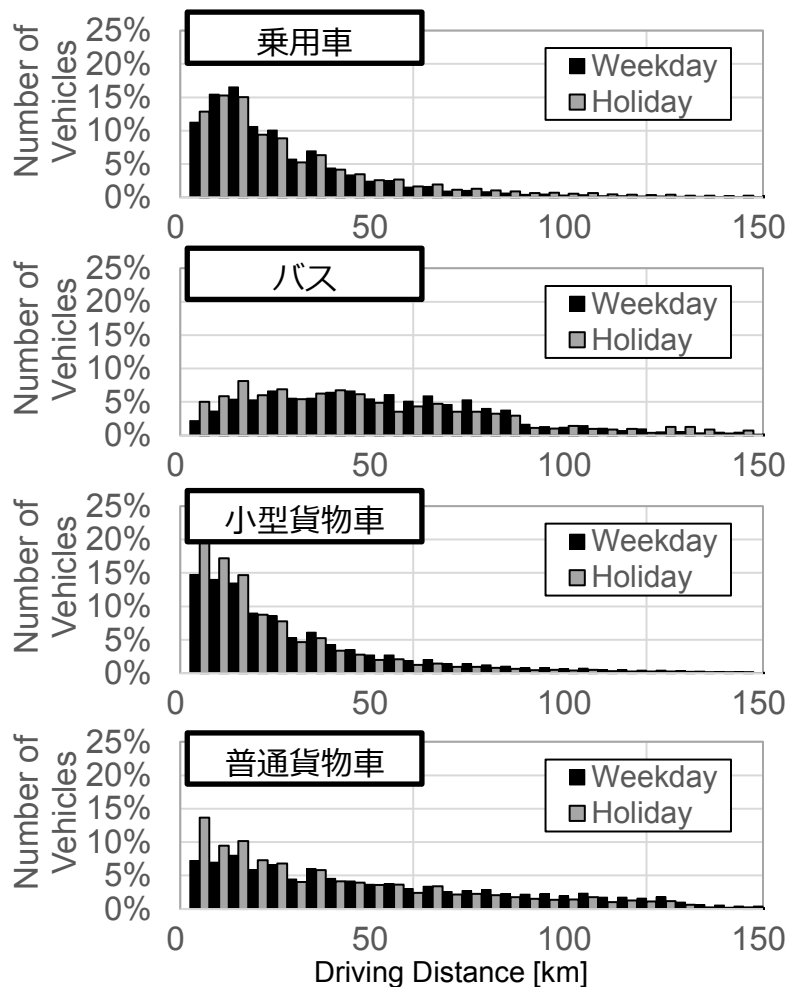 Number of
Vehicles
25%
20%
15%
10%
5%
0%
乗用車
Weekday
Holiday
0 50 100 150
Number of
Vehicles
25%
20%
15%
10%
5%
0%
バス
Weekday
Holiday
0 50 100 150
Number of
Vehicles
25%
20%
15%
10%
5%
0%
小型貨物車
Weekday
Holiday
0 50 100 150
Number of
Vehicles
25%
20%
15%
10%
5%
0%
普通貨物車
Weekday
Holiday
0 50 100 150
Driving Distance [km]